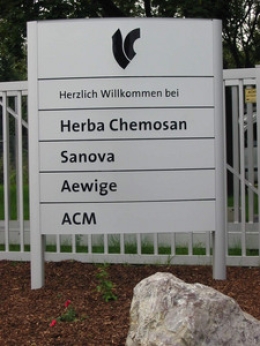 Herzlich Willkommen bei
Herba Chemosan
Sanova
Aewige
ACM